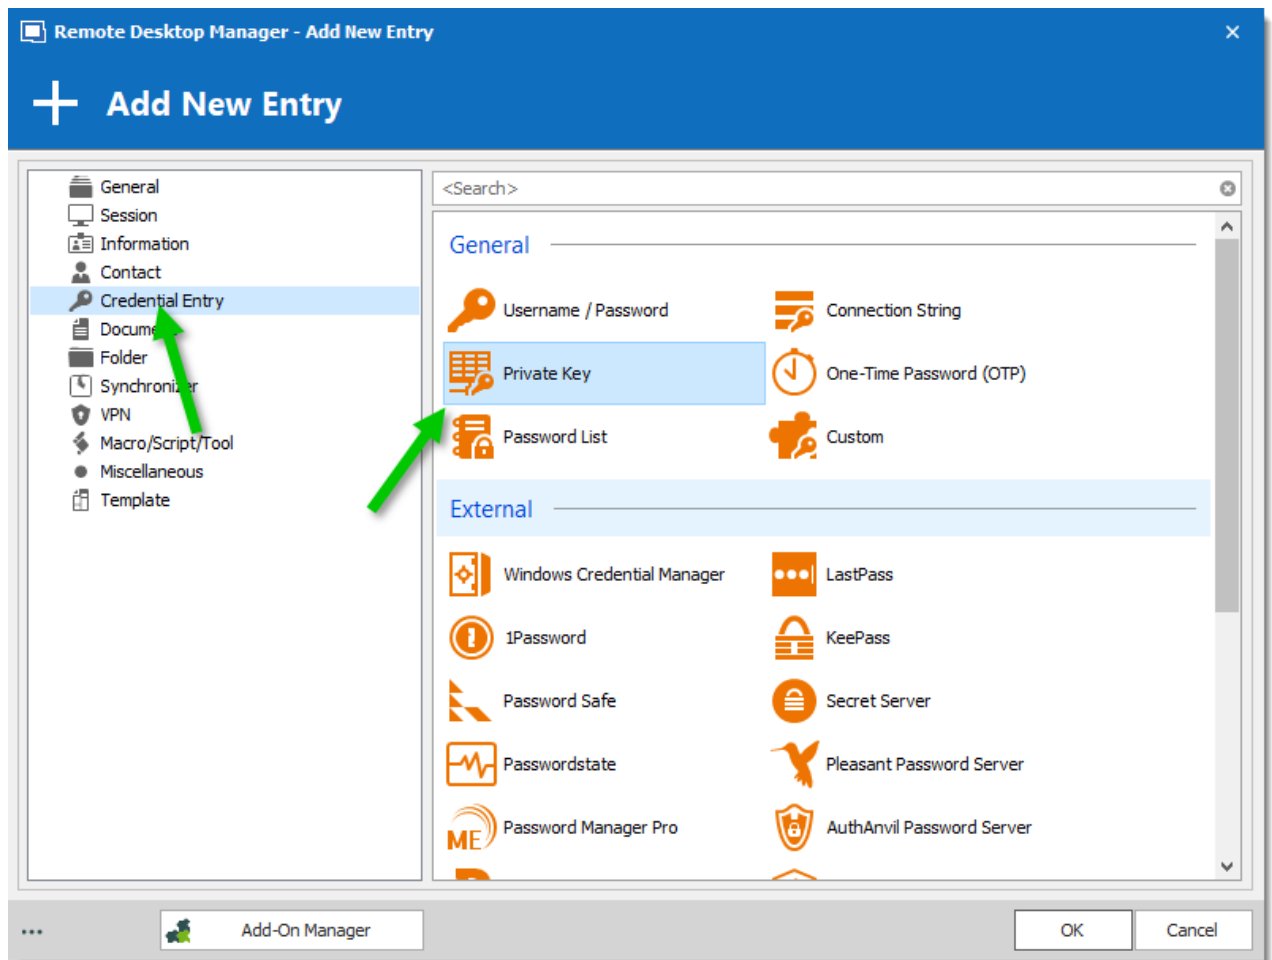 Remote Desktop Manager - Add New Entry
Add New Entry
General
Session
Information
Contact
Credential Entry
Document
Folder
Synchronizer
VPN
Macro/Script/Tool
Miscellaneous
Template
<Search>
General
Username / Password
Connection String
Private Key
One-Time Password (OTP)
Password List
Custom
External
Windows Credential Manager
LastPass
1Password
KeePass
Password Safe
Secret Server
Passwordstate
Pleasant Password Server
ME
Password Manager Pro
AuthAnvil Password Server
Add-On Manager
OK
Cancel